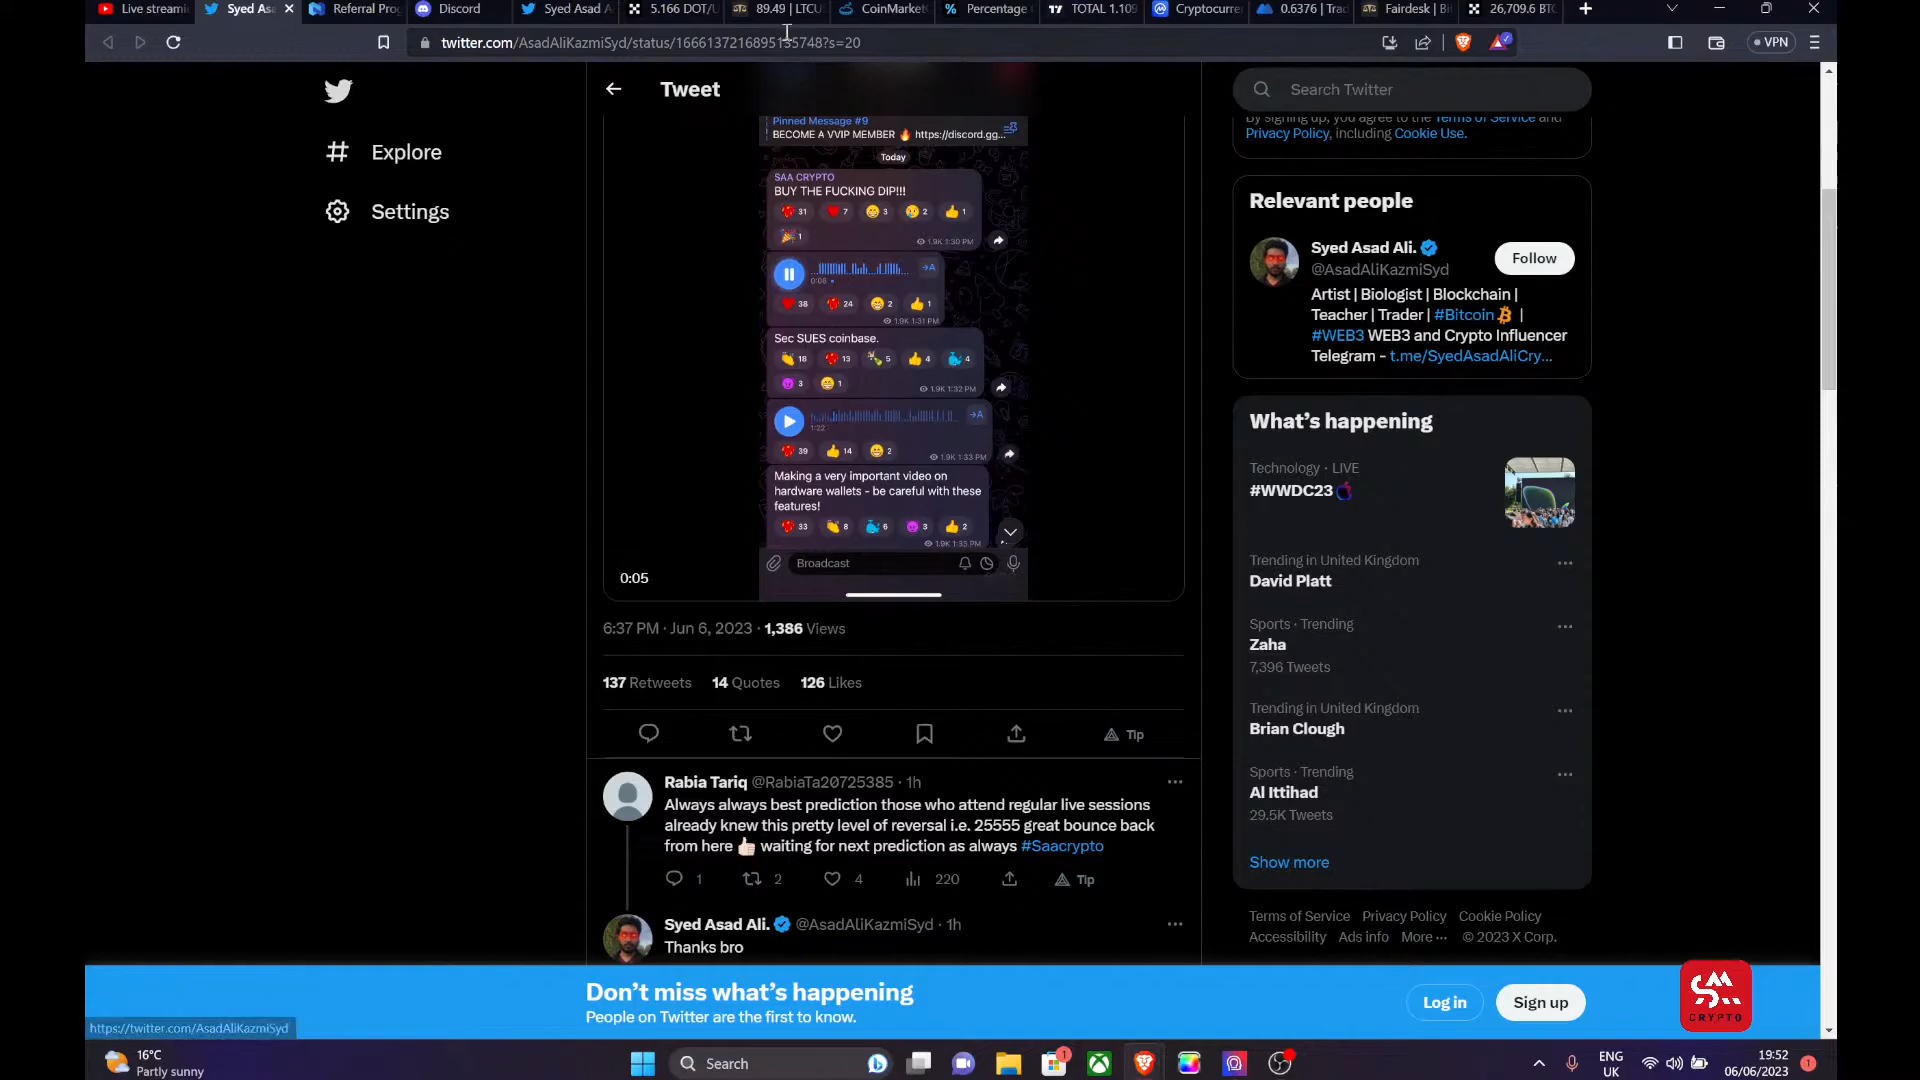 Live streami
Syed Asa
Referral Prog
Discord
Syed Asad A
5.166 DOT/U
89.49 | LTCU
CoinMarket
Percentage
TOTAL 1.109
Cryptocurre
0.6376 | Trad
Fairdesk | Bi
26,709.6 BTC
twitter.com/AsadAliKazmiSyd/status/1666137216895135748?s=20
VPN
Explore
Settings
Tweet
Pinned Message #9
BECOME A VVIP MEMBER 🔥 https://discord.gg...
Today
SAA CRYPTO
BUY THE FUCKING DIP!!!
31 7 3 2 1
1
1.9K 1:30 PM
→A
0:08
38 24 2 1
1.9K 1:31 PM
Sec SUES coinbase.
18 13 5 4 4
3 1
1.9K 1:32 PM
→A
1:22
39 14 2
1.9K 1:33 PM
Making a very important video on
hardware wallets - be careful with these
features!
33 8 6 3 2
1.9K 1:35 PM
Broadcast
0:05
6:37 PM · Jun 6, 2023 · 1,386 Views
137 Retweets 14 Quotes 126 Likes
Tip
Rabia Tariq @RabiaTa20725385 · 1h
Always always best prediction those who attend regular live sessions
already knew this pretty level of reversal i.e. 25555 great bounce back
from here 👍🏻 waiting for next prediction as always #Saacrypto
1 2 4 220 Tip
Syed Asad Ali. @AsadAliKazmiSyd · 1h
Thanks bro
Search Twitter
By signing up, you agree to the Terms of Service and
Privacy Policy, including Cookie Use.
Relevant people
Syed Asad Ali.
@AsadAliKazmiSyd
Follow
Artist | Biologist | Blockchain |
Teacher | Trader | #Bitcoin |
#WEB3 WEB3 and Crypto Influencer
Telegram - t.me/SyedAsadAliCry...
What's happening
Technology · LIVE
#WWDC23
Trending in United Kingdom
David Platt
Sports · Trending
Zaha
7,396 Tweets
Trending in United Kingdom
Brian Clough
Sports · Trending
Al Ittihad
29.5K Tweets
Show more
Terms of Service Privacy Policy Cookie Policy
Accessibility Ads info More ··· © 2023 X Corp.
Don't miss what's happening
People on Twitter are the first to know.
Log in
Sign up
CRYPTO
https://twitter.com/AsadAliKazmiSyd
16°C
Partly sunny
Search
1
ENG
UK
19:52
06/06/2023
1